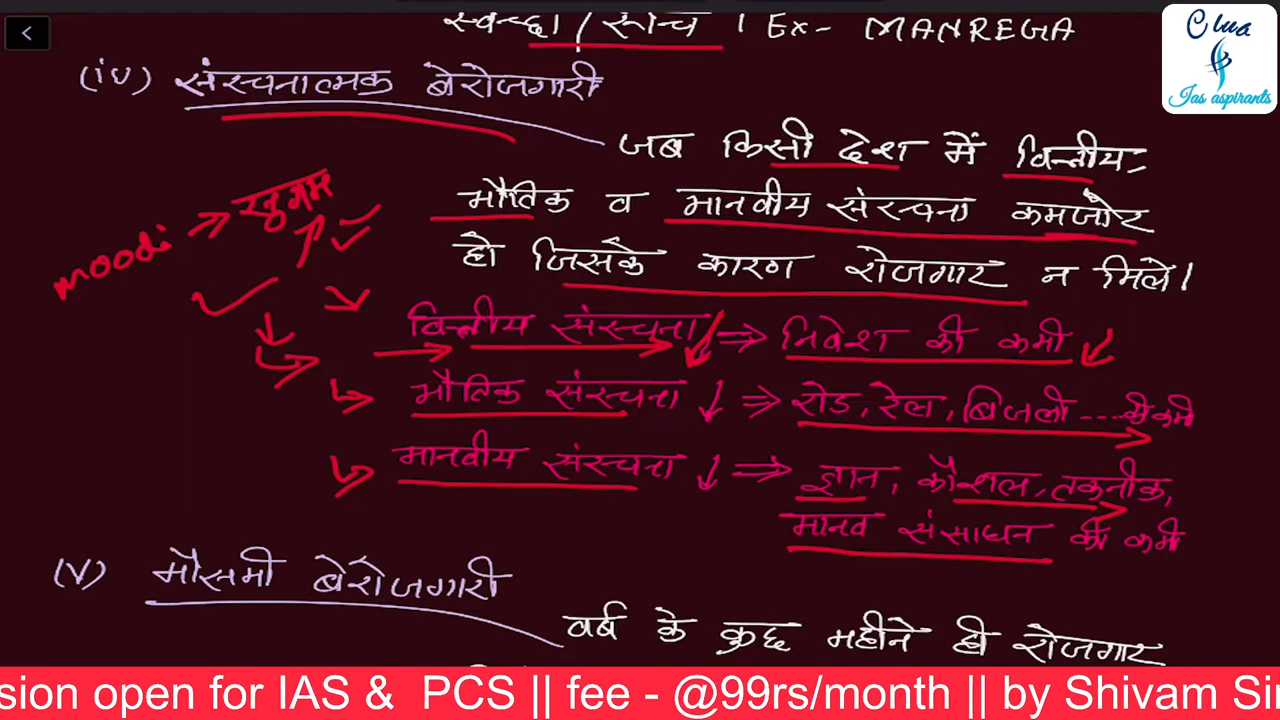 स्वेच्छा / रूचि । Ex- MANREGA
(iv) संरचनात्मक बेरोजगारी
जब किसी देश में वित्तीय,
भौतिक व मानवीय संरचना कमजोर
हो जिसके कारण रोजगार न मिले।
moodi → सुगम
वित्तीय संरचना ↓ ⇒ निवेश की कमी ↓
भौतिक संरचना ↓ ⇒ रोड, रेल, बिजली ---- की कमी
मानवीय संरचना ↓ ⇒ ज्ञान, कौशल, तकनीक,
मानव संसाधन की कमी
(v) मौसमी बेरोजगारी
वर्ष के कुछ महीने ही रोजगार
Clwa
Ias aspirants
sion open for IAS & PCS || fee - @99rs/month || by Shivam Si